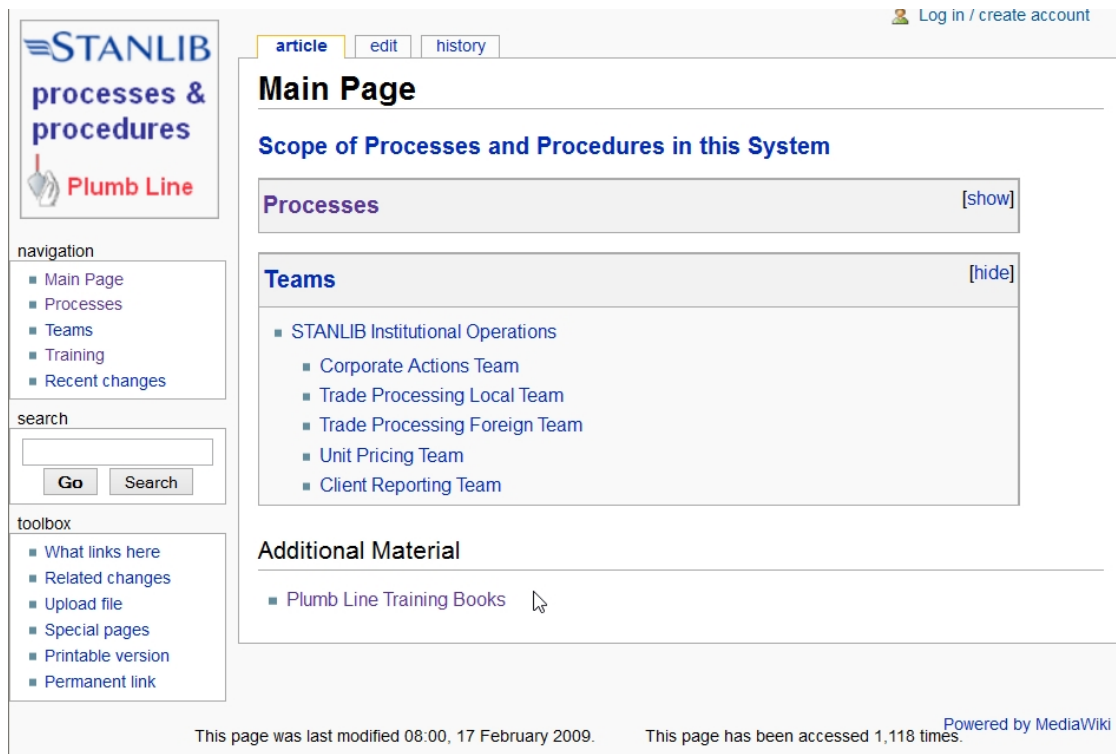 STANLIB
processes &
procedures
Plumb Line
navigation
Main Page
Processes
Teams
Training
Recent changes
search
Go Search
toolbox
What links here
Related changes
Upload file
Special pages
Printable version
Permanent link
Log in / create account
article edit history
Main Page
Scope of Processes and Procedures in this System
Processes [show]
Teams [hide]
STANLIB Institutional Operations
Corporate Actions Team
Trade Processing Local Team
Trade Processing Foreign Team
Unit Pricing Team
Client Reporting Team
Additional Material
Plumb Line Training Books
This page was last modified 08:00, 17 February 2009. This page has been accessed 1,118 times.
Powered by MediaWiki